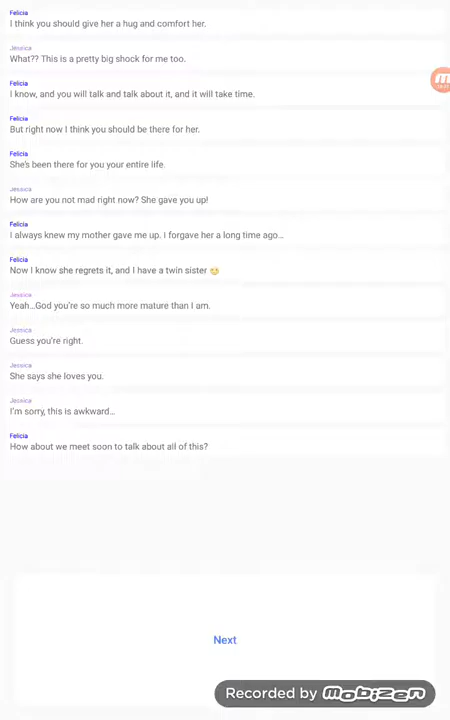 Felicia
I think you should give her a hug and comfort her.
Jessica
What?? This is a pretty big shock for me too.
Felicia
I know, and you will talk and talk about it, and it will take time.
Felicia
But right now I think you should be there for her.
Felicia
She's been there for you your entire life.
Jessica
How are you not mad right now? She gave you up!
Felicia
I always knew my mother gave me up. I forgave her a long time ago…
Felicia
Now I know she regrets it, and I have a twin sister 😊
Jessica
Yeah…God you're so much more mature than I am.
Jessica
Guess you're right.
Jessica
She says she loves you.
Jessica
I'm sorry, this is awkward…
Felicia
How about we meet soon to talk about all of this?
Next
Recorded by mobizen